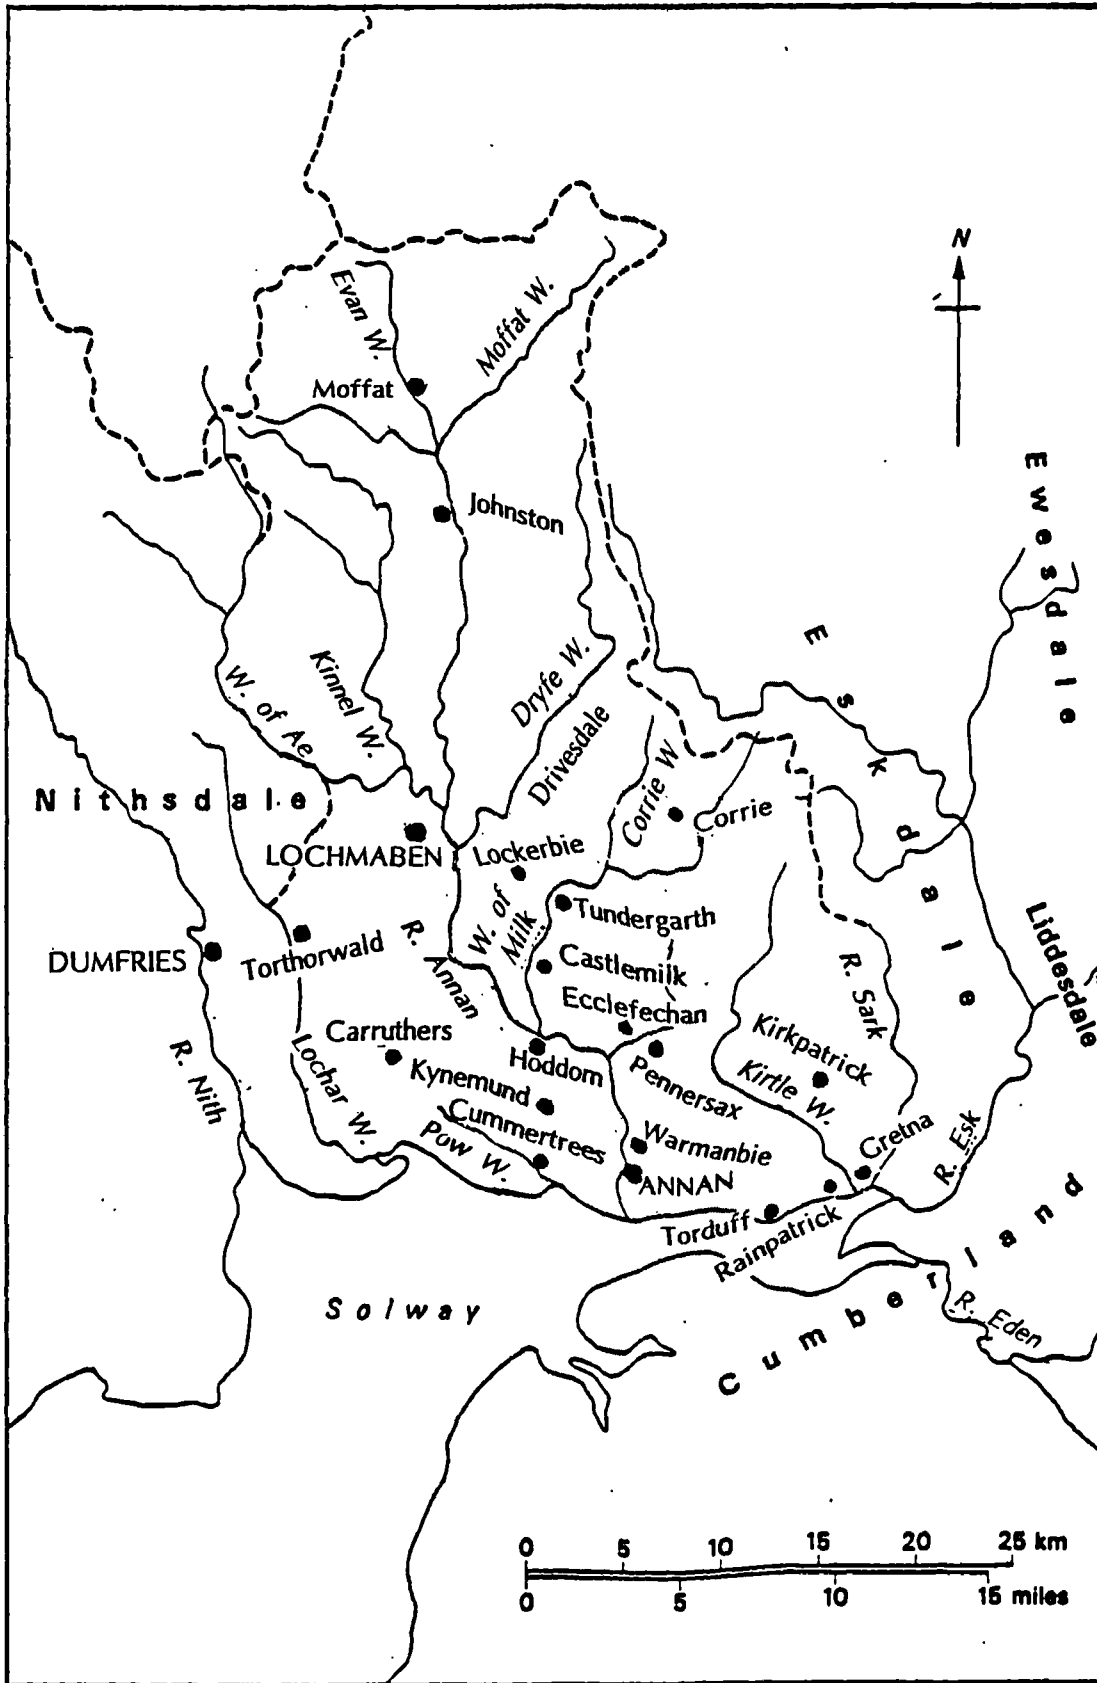 N
Evan W.
Moffat W.
Moffat
Ewesdale
Johnston
Eskdale
Kinnel W.
Dryfe W.
W. of Ae
Drivesdale
Nithsdale
Corrie W
Corrie
LOCHMABEN
Lockerbie
W. of
Milk
Tundergarth
Liddesdale
R. Annan
DUMFRIES
Torthorwald
Castlemilk
R. Sark
Ecclefechan
Carruthers
Kirkpatrick
Hoddom
R. Nith
Lochar W.
Kynemund
Pennersax
Kirtle W.
Cummertrees
Pow W.
Warmanbie
Gretna
R. Esk
ANNAN
Torduff
Rainpatrick
Cumberland
Solway
R. Eden
0 5 10 15 20 25 km
0 5 10 15 miles